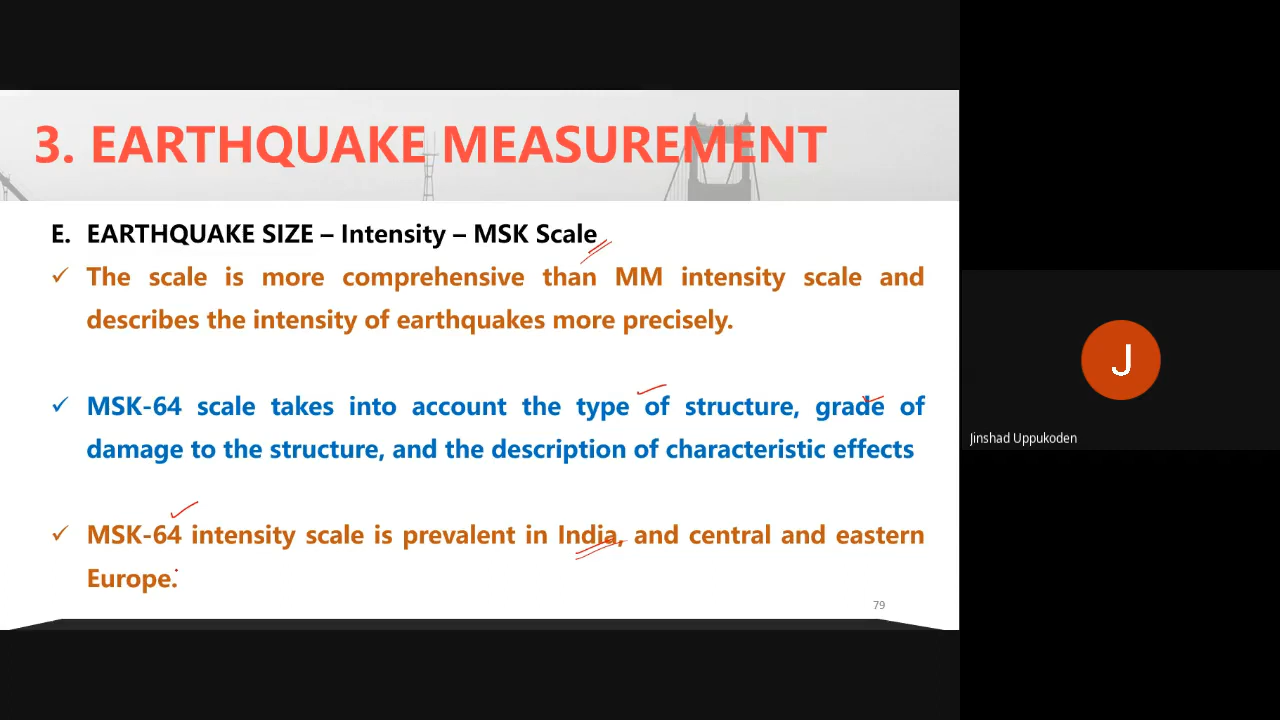 3. EARTHQUAKE MEASUREMENT
E. EARTHQUAKE SIZE – Intensity – MSK Scale
✓ The scale is more comprehensive than MM intensity scale and
describes the intensity of earthquakes more precisely.
✓ MSK-64 scale takes into account the type of structure, grade of
damage to the structure, and the description of characteristic effects
✓ MSK-64 intensity scale is prevalent in India, and central and eastern
Europe.
79
J
Jinshad Uppukoden